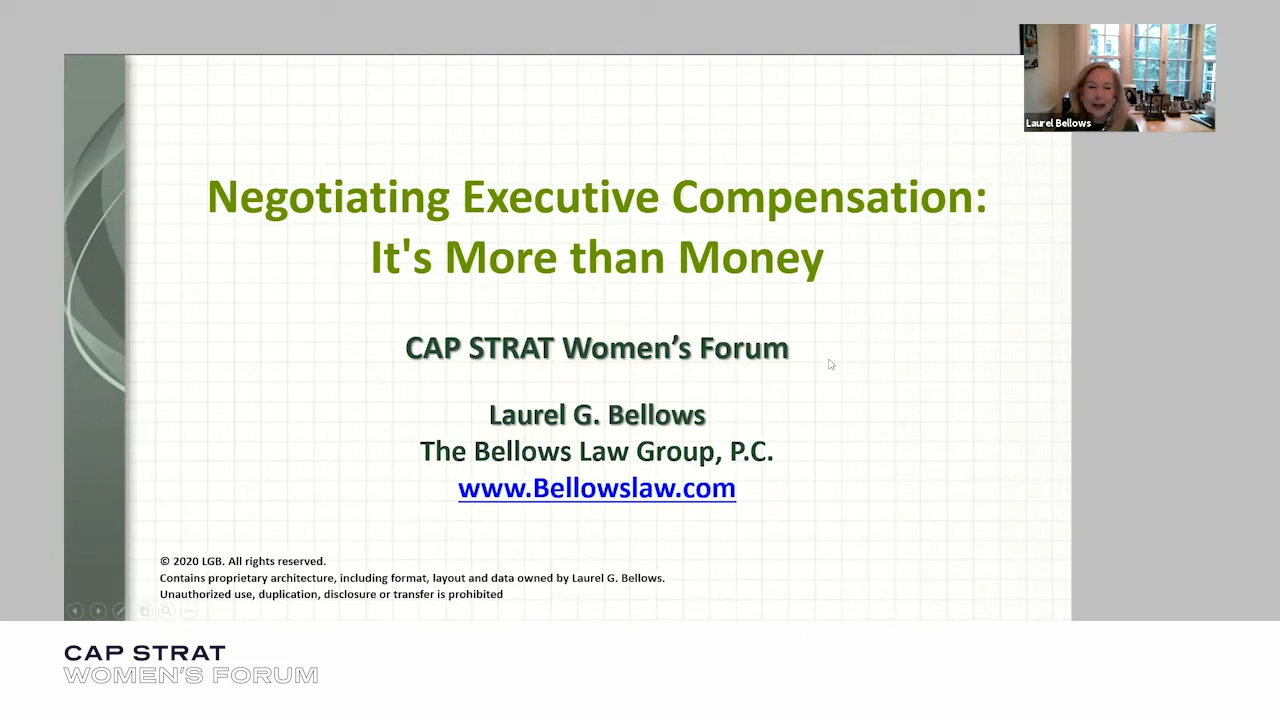 Laurel Bellows
Negotiating Executive Compensation:
It's More than Money
CAP STRAT Women’s Forum
Laurel G. Bellows
The Bellows Law Group, P.C.
www.Bellowslaw.com
© 2020 LGB. All rights reserved.
Contains proprietary architecture, including format, layout and data owned by Laurel G. Bellows.
Unauthorized use, duplication, disclosure or transfer is prohibited
CAP STRAT
WOMEN'S FORUM